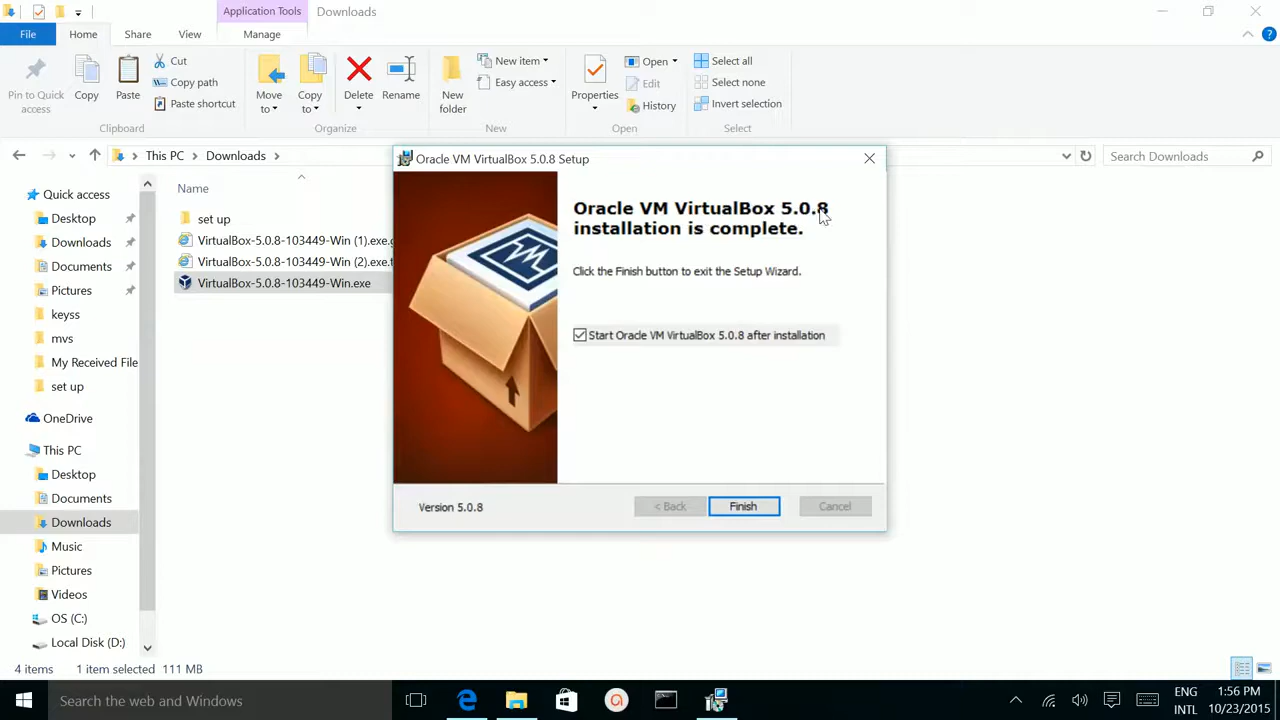 Application Tools
Downloads
File
Home
Share
View
Manage
Pin to Quick access
Copy
Paste
Cut
Copy path
Paste shortcut
Move to
Copy to
Delete
Rename
New folder
New item
Easy access
Properties
Open
Edit
History
Select all
Select none
Invert selection
Clipboard
Organize
New
Open
Select
This PC
Downloads
Search Downloads
Quick access
Desktop
Downloads
Documents
Pictures
keyss
mvs
My Received File
set up
OneDrive
This PC
Desktop
Documents
Downloads
Music
Pictures
Videos
OS (C:)
Local Disk (D:)
Name
set up
VirtualBox-5.0.8-103449-Win (1).exe.
VirtualBox-5.0.8-103449-Win (2).exe.
VirtualBox-5.0.8-103449-Win.exe
Oracle VM VirtualBox 5.0.8 Setup
Oracle VM VirtualBox 5.0.8
installation is complete.
Click the Finish button to exit the Setup Wizard.
Start Oracle VM VirtualBox 5.0.8 after installation
Version 5.0.8
< Back
Finish
Cancel
4 items
1 item selected
111 MB
Search the web and Windows
ENG
INTL
1:56 PM
10/23/2015